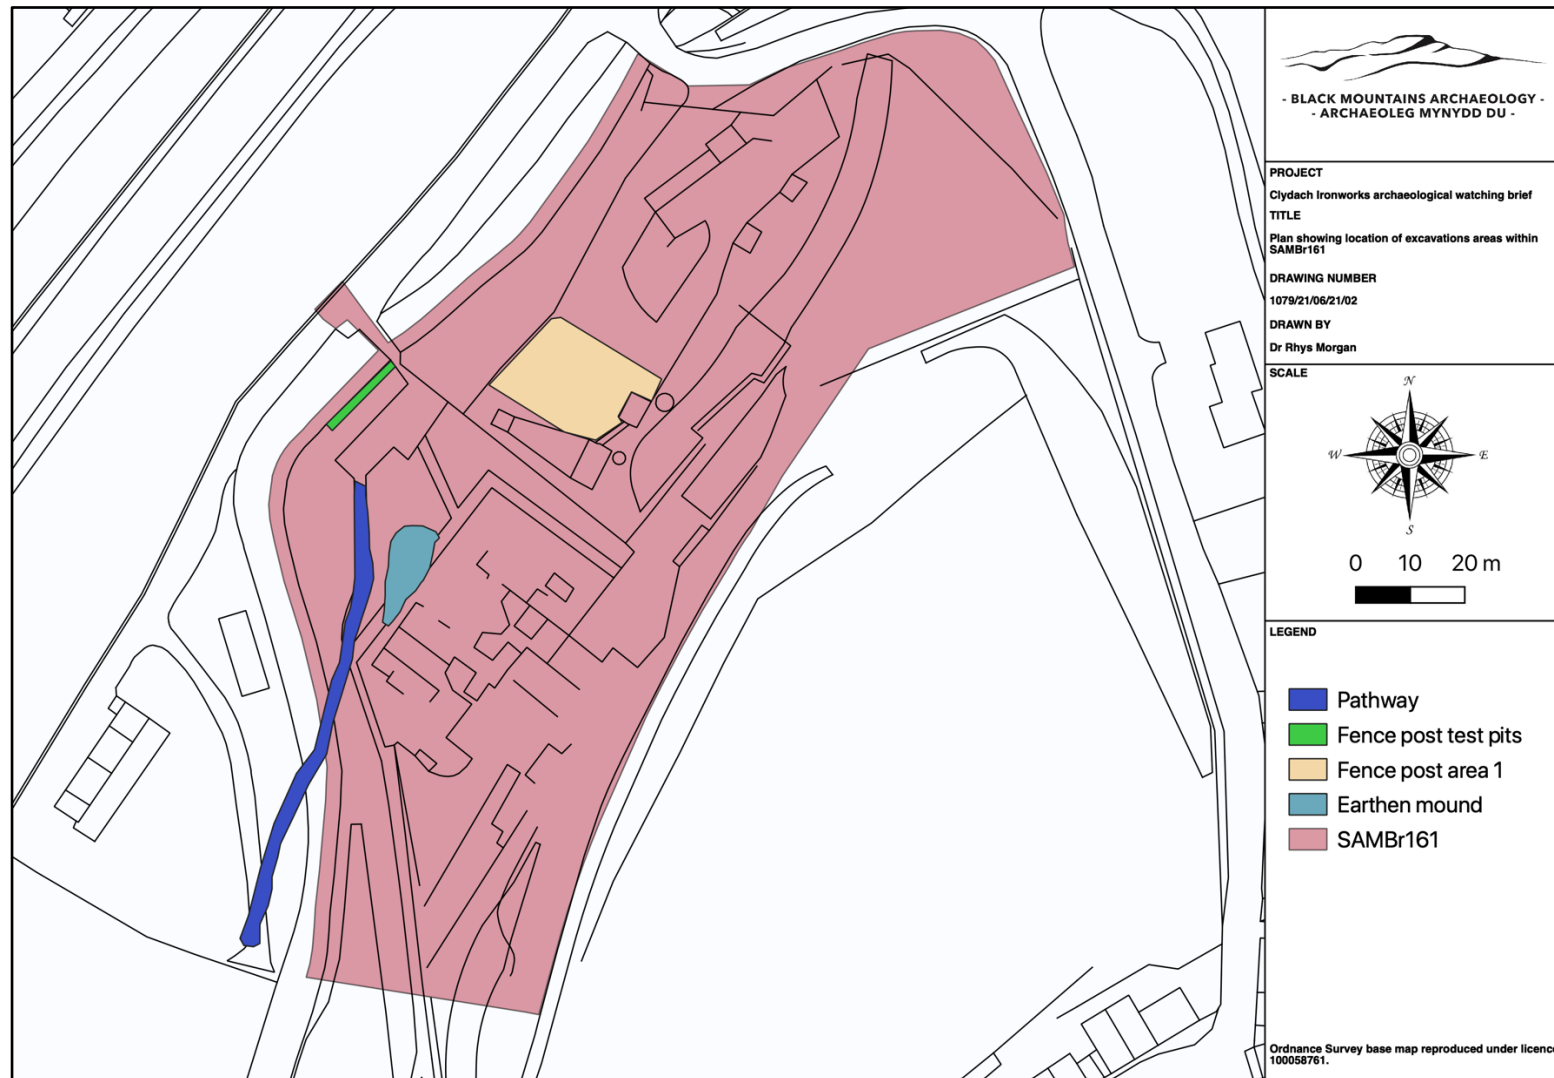 - BLACK MOUNTAINS ARCHAEOLOGY -
- ARCHAEOLEG MYNYDD DU -
PROJECT
Clydach Ironworks archaeological watching brief
TITLE
Plan showing location of excavations areas within
SAMBr161
DRAWING NUMBER
1079/21/06/21/02
DRAWN BY
Dr Rhys Morgan
SCALE
N
W
E
S
0 10 20 m
LEGEND
Pathway
Fence post test pits
Fence post area 1
Earthen mound
SAMBr161
Ordnance Survey base map reproduced under licence
100058761.